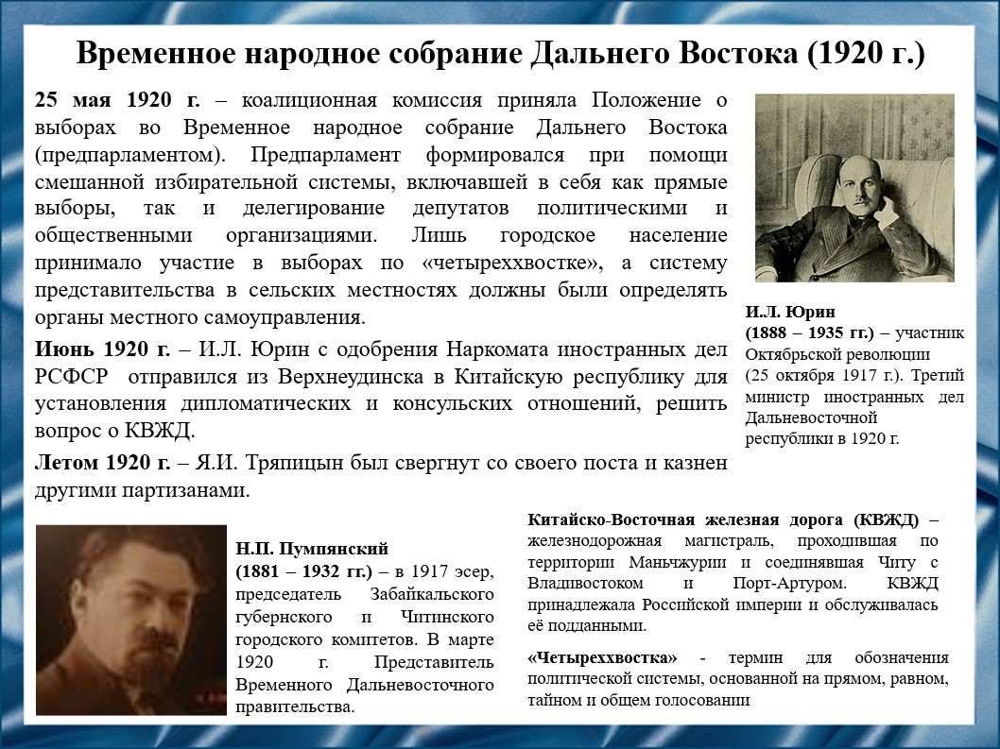 Временное народное собрание Дальнего Востока (1920 г.)
25 мая 1920 г. – коалиционная комиссия приняла Положение о
выборах во Временное народное собрание Дальнего Востока
(предпарламентом). Предпарламент формировался при помощи
смешанной избирательной системы, включавшей в себя как прямые
выборы, так и делегирование депутатов политическими и
общественными организациями. Лишь городское население
принимало участие в выборах по «четыреххвостке», а систему
представительства в сельских местностях должны были определять
органы местного самоуправления.
Июнь 1920 г. – И.Л. Юрин с одобрения Наркомата иностранных дел
РСФСР отправился из Верхнеудинска в Китайскую республику для
установления дипломатических и консульских отношений, решить
вопрос о КВЖД.
Летом 1920 г. – Я.И. Тряпицын был свергнут со своего поста и казнен
другими партизанами.
И.Л. Юрин
(1888 – 1935 гг.) – участник
Октябрьской революции
(25 октября 1917 г.). Третий
министр иностранных дел
Дальневосточной
республики в 1920 г.
Н.П. Пумпянский
(1881 – 1932 гг.) – в 1917 эсер,
председатель Забайкальского
губернского и Читинского
городского комитетов. В марте
1920 г. Представитель
Временного Дальневосточного
правительства.
Китайско-Восточная железная дорога (КВЖД) –
железнодорожная магистраль, проходившая по
территории Маньчжурии и соединявшая Читу с
Владивостоком и Порт-Артуром. КВЖД
принадлежала Российской империи и обслуживалась
её подданными.
«Четыреххвостка» - термин для обозначения
политической системы, основанной на прямом, равном,
тайном и общем голосовании